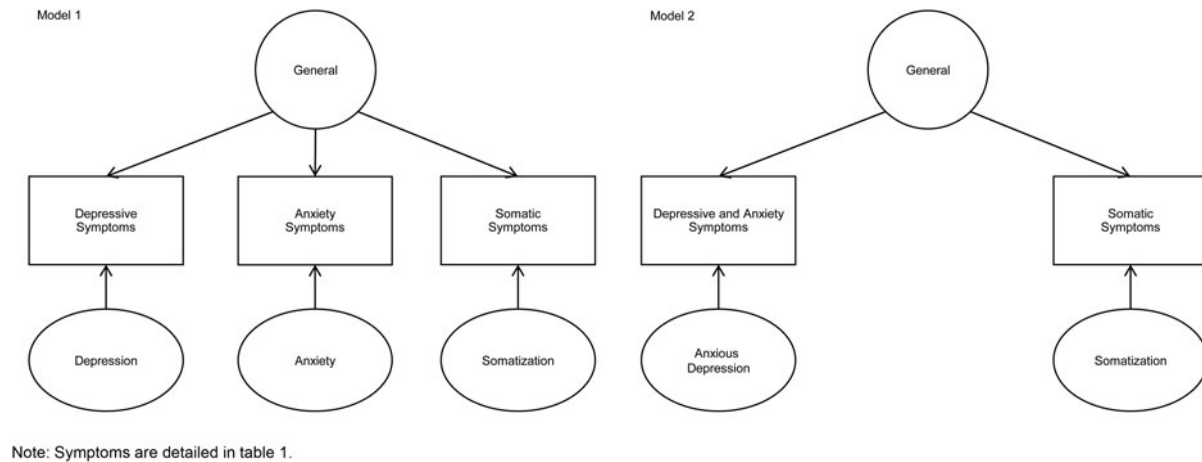 Model 1
General
Depressive
Symptoms
Anxiety
Symptoms
Somatic
Symptoms
Depression
Anxiety
Somatization
Model 2
General
Depressive and Anxiety
Symptoms
Somatic
Symptoms
Anxious
Depression
Somatization
Note: Symptoms are detailed in table 1.